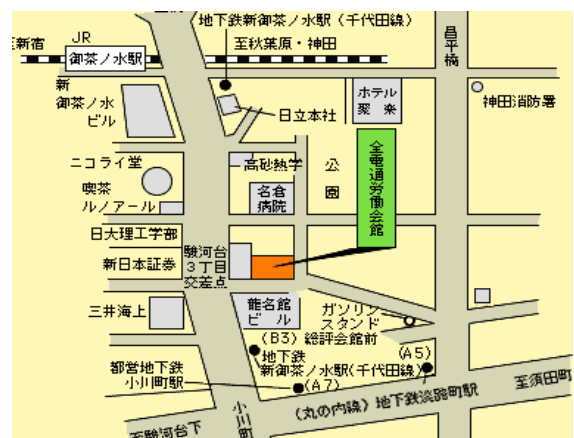 地下鉄新御茶ノ水駅(千代田線)
至新宿
JR
御茶ノ水駅
至秋葉原・神田
昌平橋
新
御茶ノ水
ビル
日立本社
ホテル
聚楽
神田消防署
全電通労働会館
ニコライ堂
高砂熱学
公園
喫茶
ルノアール
名倉
病院
日大理工学部
新日本証券
駿河台
3丁目
交差点
三井海上
龍名館
ビル
ガソリン
スタンド
(B3)総評会館前
地下鉄
新御茶ノ水駅(千代田線)
(A5)
都営地下鉄
小川町駅
(A7)
(丸の内線)地下鉄淡路町駅
至須田町
小川町
至駿河台下